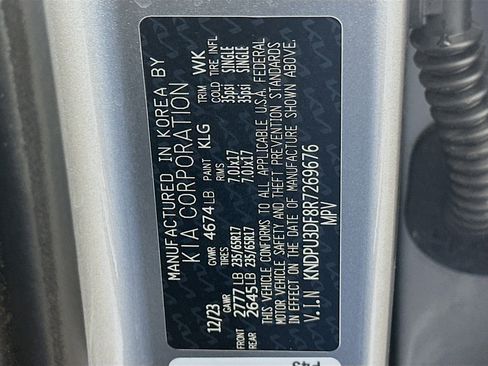 MANUFACTURED IN KOREA BY
KIA CORPORATION
12/23 GVWR 4674LB PAINT KLG TRIM WK
GAWR RIMS COLD TIRE INFL
FRONT 2777LB 235/65R17 7.0Jx17 35psi SINGLE
REAR 2645LB 235/65R17 7.0Jx17 35psi SINGLE
THIS VEHICLE CONFORMS TO ALL APPLICABLE U.S.A. FEDERAL
MOTOR VEHICLE SAFETY AND THEFT PREVENTION STANDARDS
IN EFFECT ON THE DATE OF MANUFACTURE SHOWN ABOVE.
V.I.N KNDPU3DF8R7269676
MPV